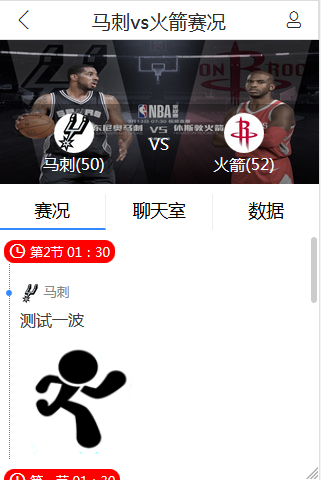 马刺vs火箭赛况
NBA
VS
VS
马刺(50)
火箭(52)
赛况
聊天室
数据
第2节 01：30
马刺
测试一波